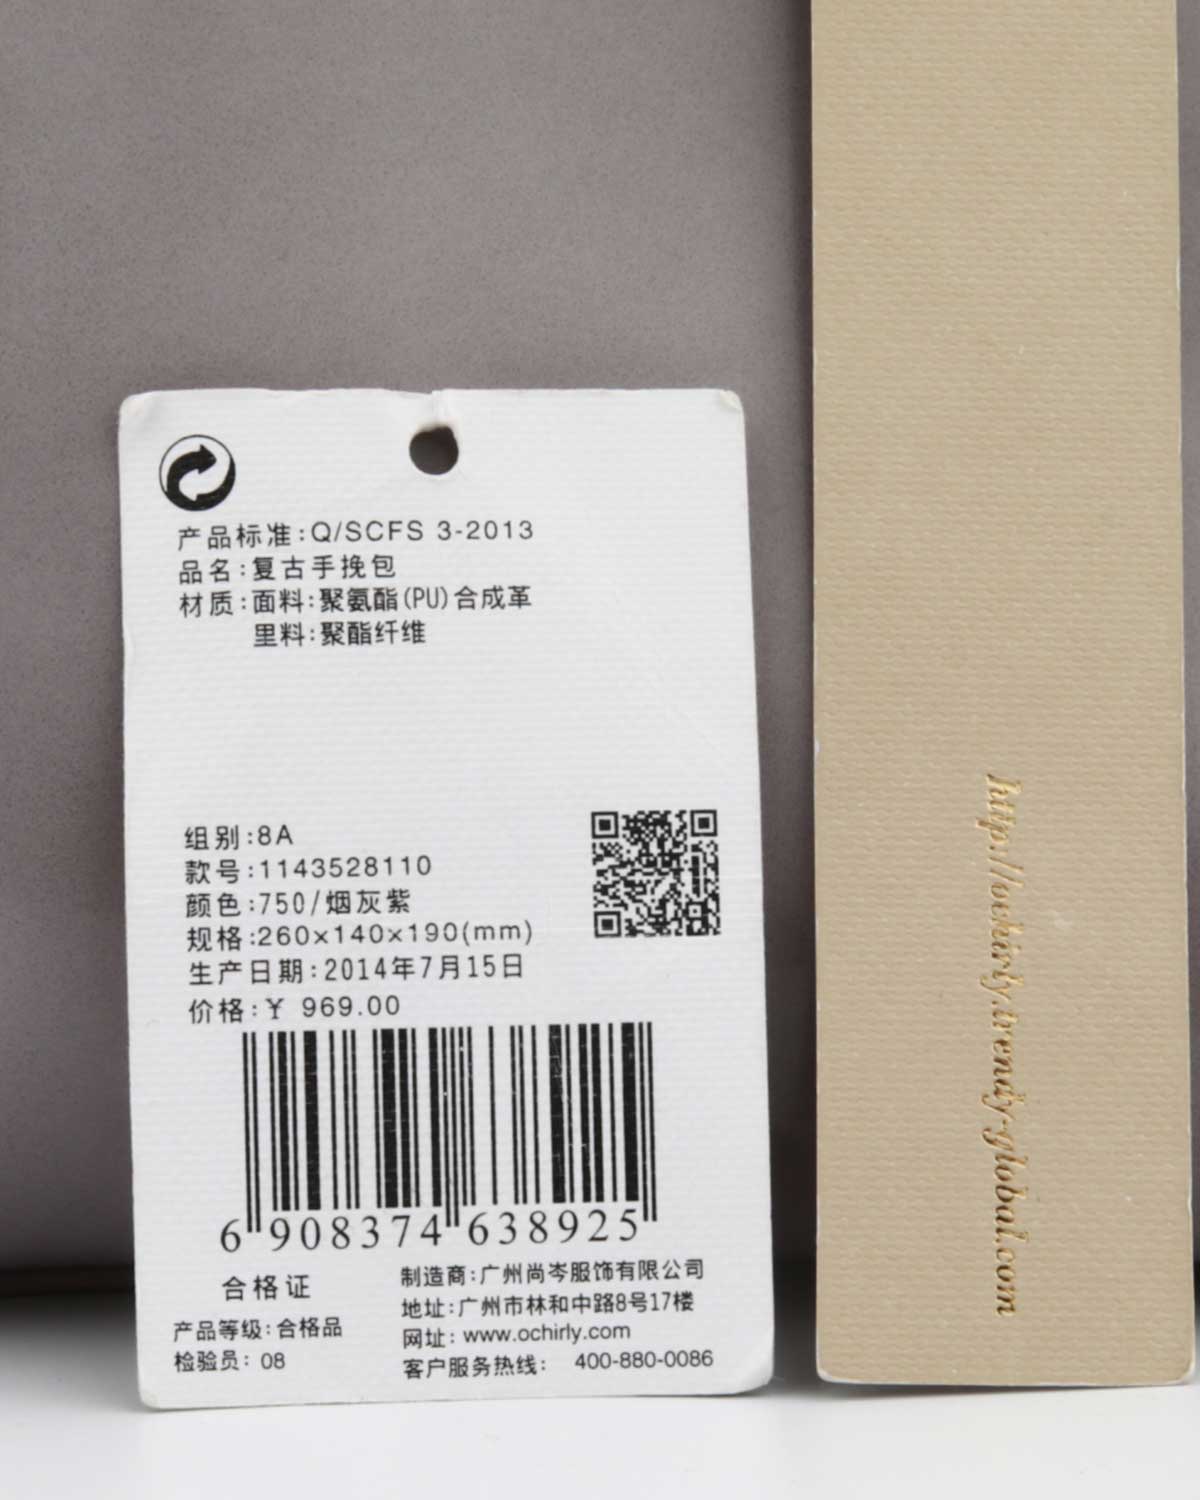 产品标准:Q/SCFS 3-2013
品名:复古手挽包
材质:面料:聚氨酯(PU)合成革
里料:聚酯纤维
组别:8A
款号:1143528110
颜色:750/烟灰紫
规格:260×140×190(mm)
生产日期:2014年7月15日
价格:¥ 969.00
6 908374 638925
合格证
产品等级:合格品
检验员: 08
制造商:广州尚岑服饰有限公司
地址:广州市林和中路8号17楼
网址: www.ochirly.com
客户服务热线: 400-880-0086
http://ochirly.trendy-global.com